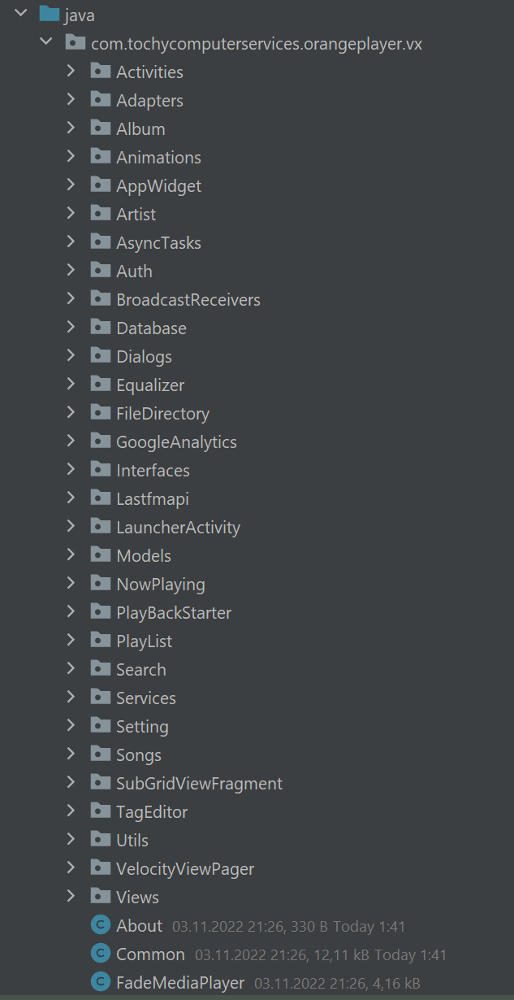 java
com.tochycomputerservices.orangeplayer.vx
Activities
Adapters
Album
Animations
AppWidget
Artist
AsyncTasks
Auth
BroadcastReceivers
Database
Dialogs
Equalizer
FileDirectory
GoogleAnalytics
Interfaces
Lastfmapi
LauncherActivity
Models
NowPlaying
PlayBackStarter
PlayList
Search
Services
Setting
Songs
SubGridViewFragment
TagEditor
Utils
VelocityViewPager
Views
C About 03.11.2022 21:26, 330 B Today 1:41
C Common 03.11.2022 21:26, 12,11 kB Today 1:41
C FadeMediaPlayer 03.11.2022 21:26, 4,16 kB